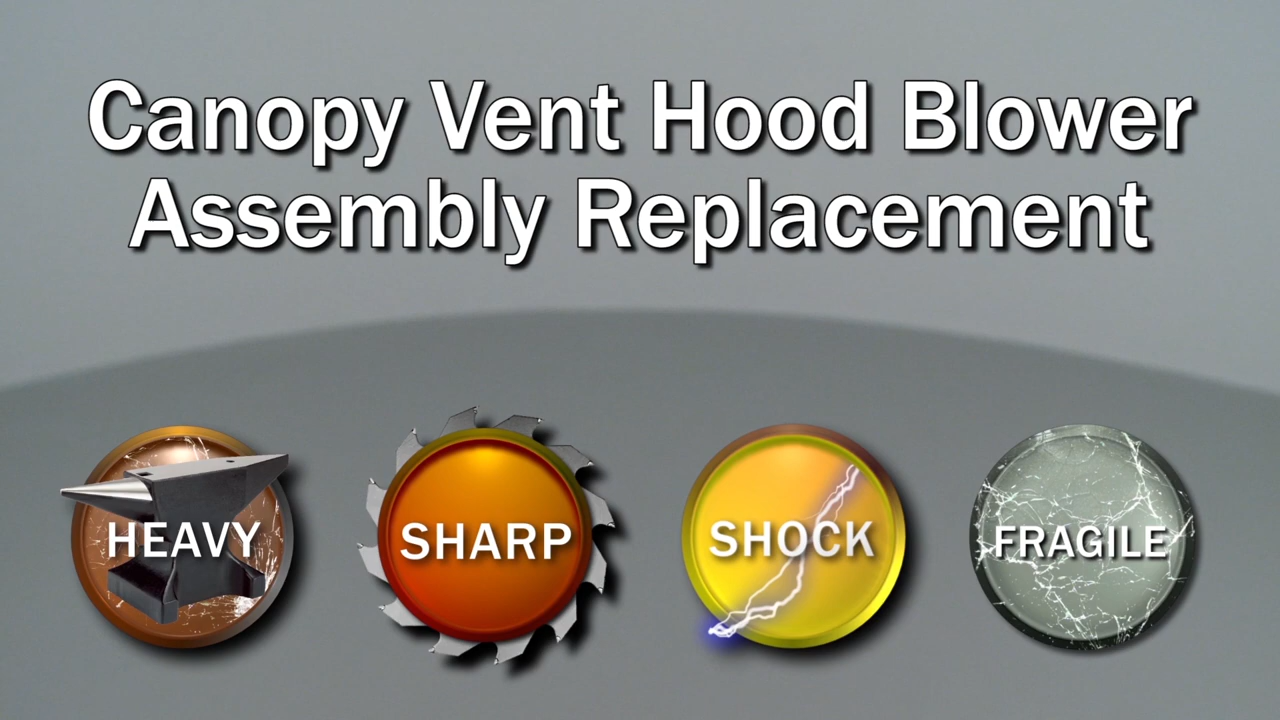 Canopy Vent Hood Blower
Assembly Replacement
HEAVY
SHARP
SHOCK
FRAGILE